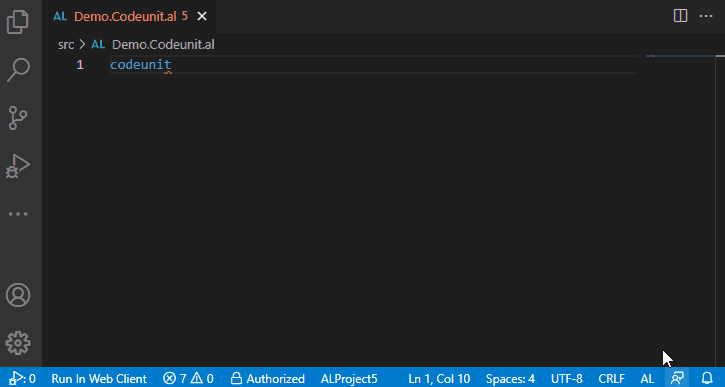 AL Demo.Codeunit.al 5
src > AL Demo.Codeunit.al
1 codeunit
0 Run In Web Client 7 0 Authorized ALProject5 Ln 1, Col 10 Spaces: 4 UTF-8 CRLF AL